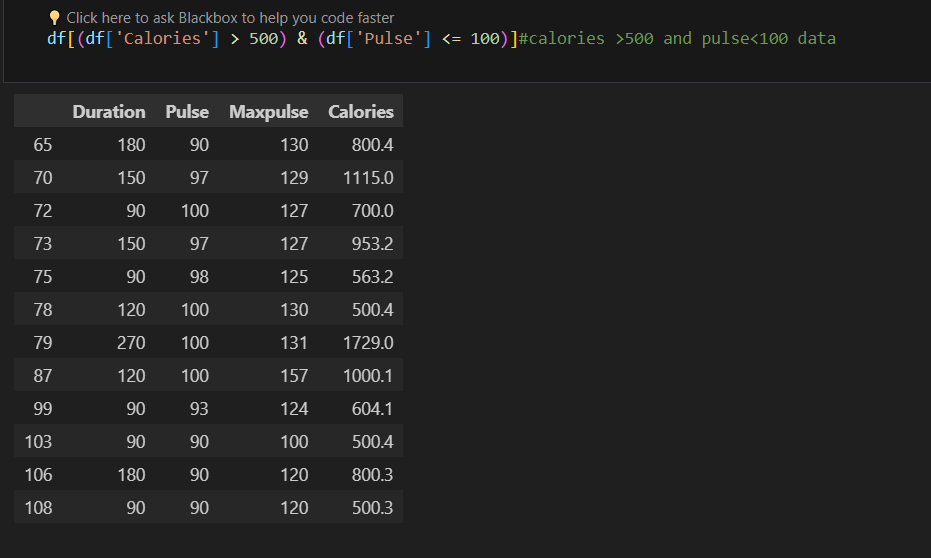 💡 Click here to ask Blackbox to help you code faster
df[(df['Calories'] > 500) & (df['Pulse'] <= 100)]#calories >500 and pulse<100 data
Duration Pulse Maxpulse Calories
65 180 90 130 800.4
70 150 97 129 1115.0
72 90 100 127 700.0
73 150 97 127 953.2
75 90 98 125 563.2
78 120 100 130 500.4
79 270 100 131 1729.0
87 120 100 157 1000.1
99 90 93 124 604.1
103 90 90 100 500.4
106 180 90 120 800.3
108 90 90 120 500.3